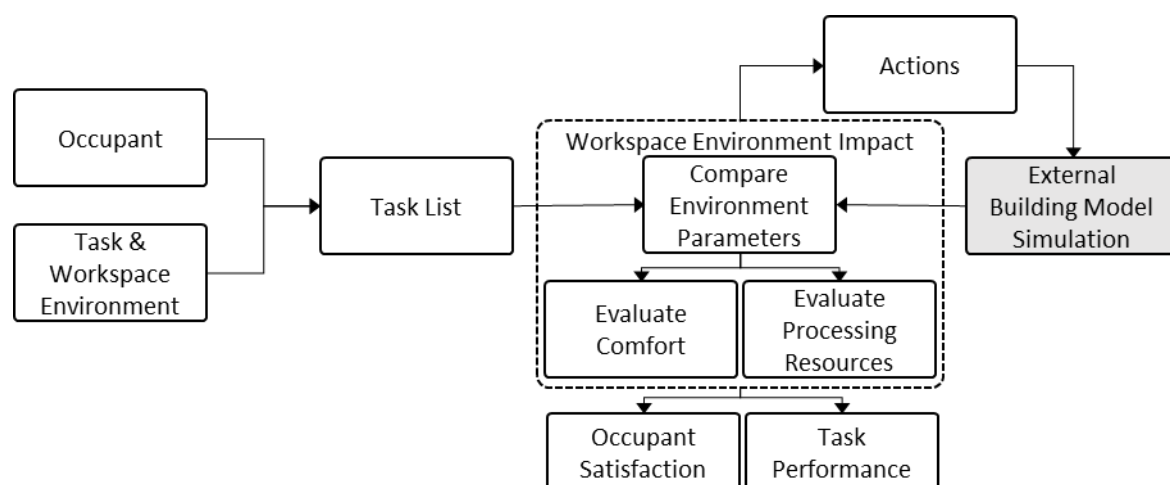 Actions
Occupant
Workspace Environment Impact
Compare
Environment
Parameters
External
Building Model
Simulation
Task List
Task &
Workspace
Environment
Evaluate
Comfort
Evaluate
Processing
Resources
Occupant
Satisfaction
Task
Performance